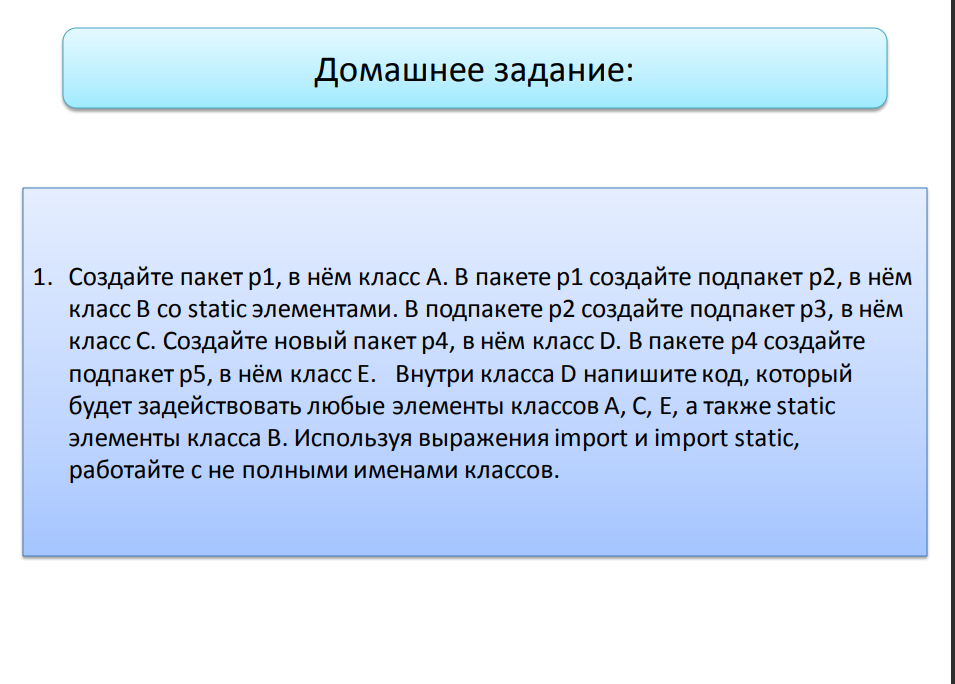 Домашнее задание:
1. Создайте пакет p1, в нём класс A. В пакете p1 создайте подпакет p2, в нём
класс B со static элементами. В подпакете p2 создайте подпакет p3, в нём
класс C. Создайте новый пакет p4, в нём класс D. В пакете p4 создайте
подпакет p5, в нём класс E. Внутри класса D напишите код, который
будет задействовать любые элементы классов A, C, E, а также static
элементы класса B. Используя выражения import и import static,
работайте с не полными именами классов.